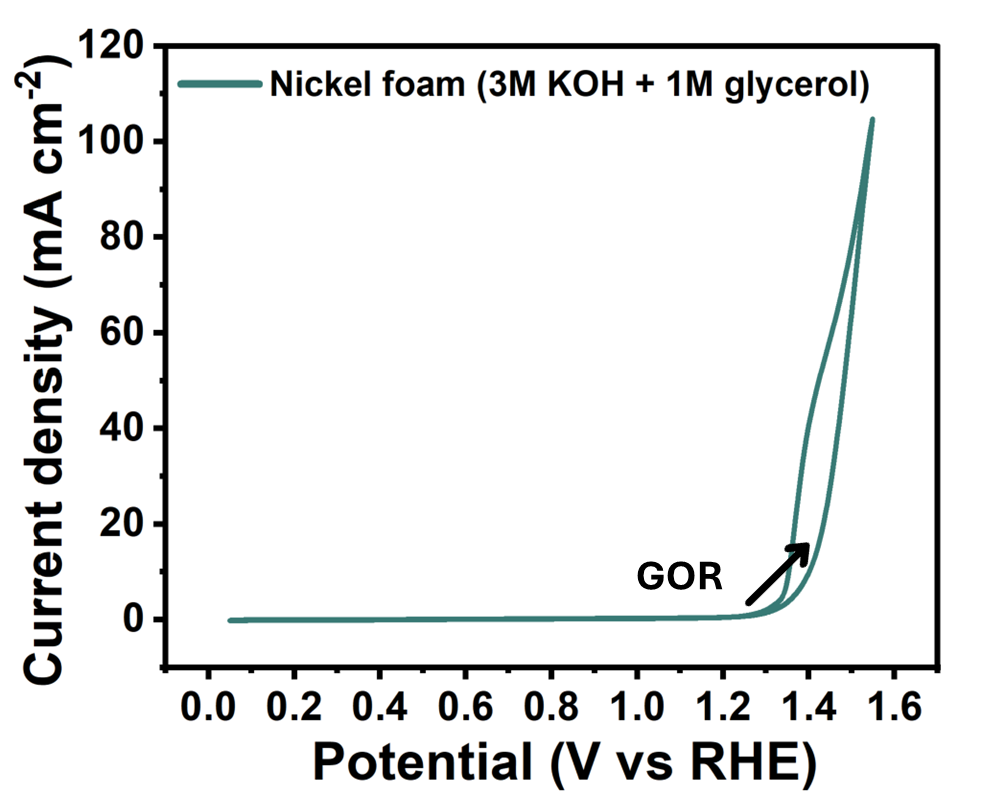 120
Nickel foam (3M KOH + 1M glycerol)
100
80
60
40
20
0
Current density (mA cm⁻²)
GOR
0.0 0.2 0.4 0.6 0.8 1.0 1.2 1.4 1.6
Potential (V vs RHE)